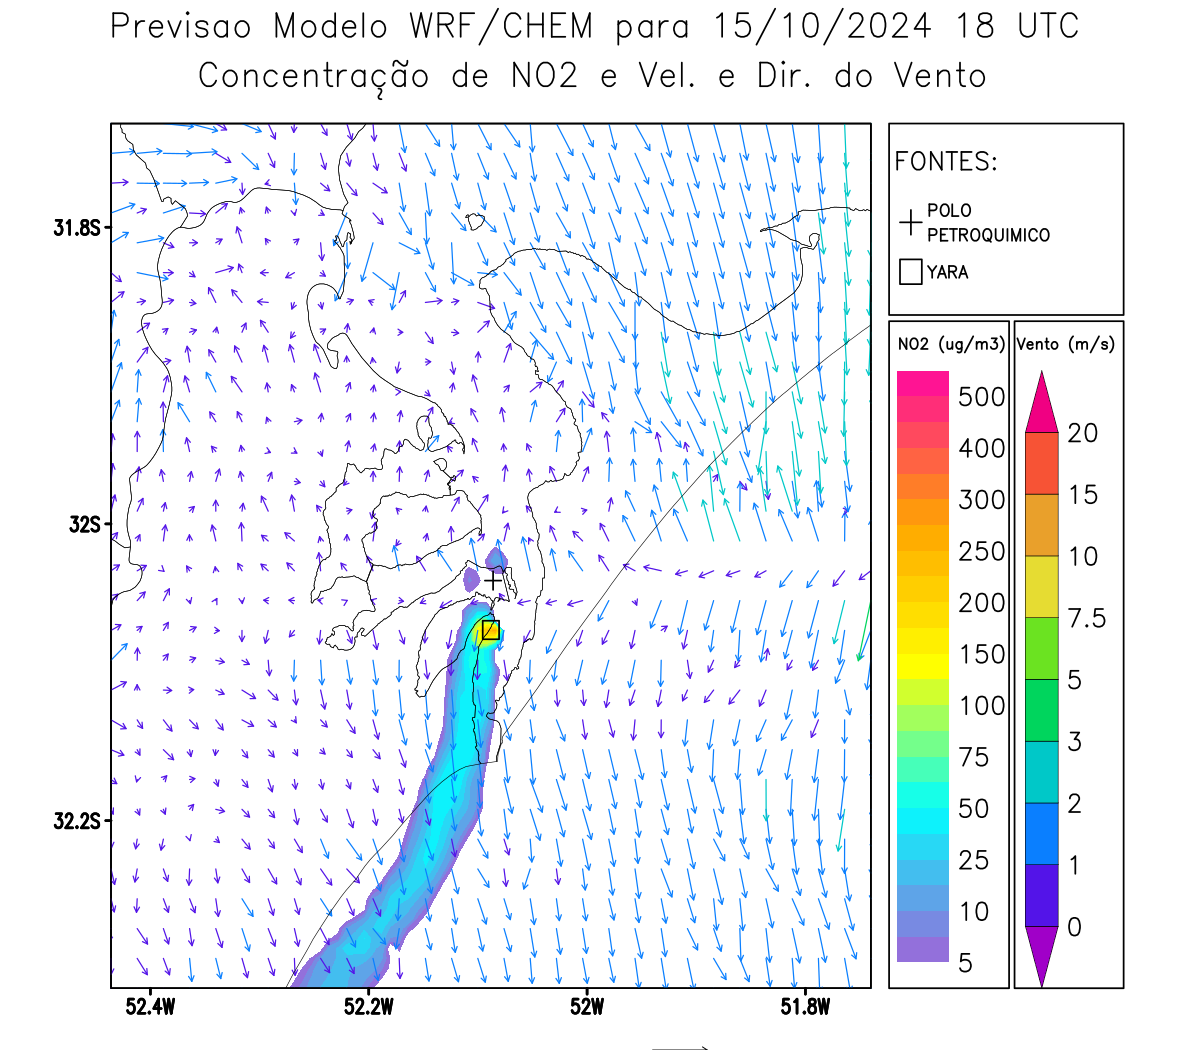 Previsao Modelo WRF/CHEM para 15/10/2024 18 UTC
Concentração de NO2 e Vel. e Dir. do Vento
FONTES:
POLO
PETROQUIMICO
YARA
NO2 (ug/m3)
500
400
300
250
200
150
100
75
50
25
10
5
Vento (m/s)
20
15
10
7.5
5
3
2
1
0
31.8S
32S
32.2S
52.4W
52.2W
52W
51.8W